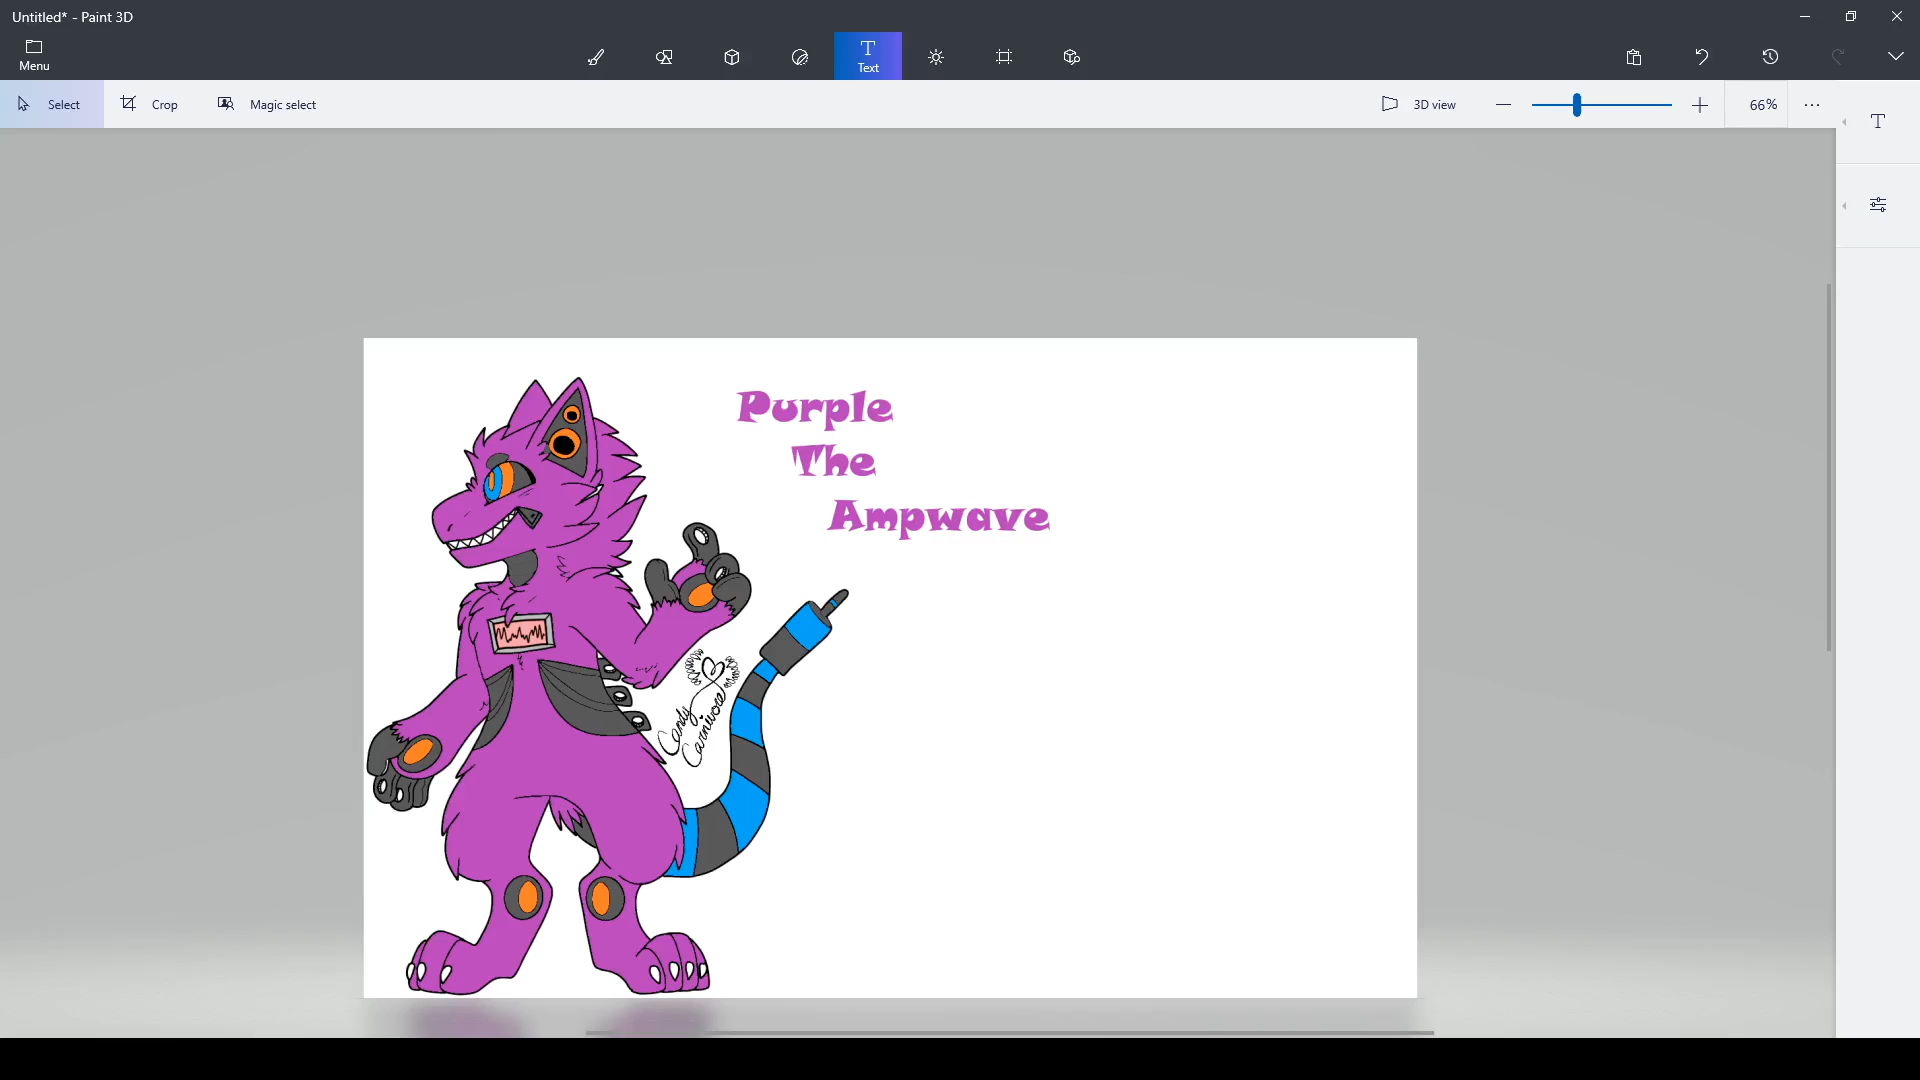 Untitled* - Paint 3D
Menu
Text
Select
Crop
Magic select
3D view
66%
Purple
The
Ampwave
Candy
Carnivore